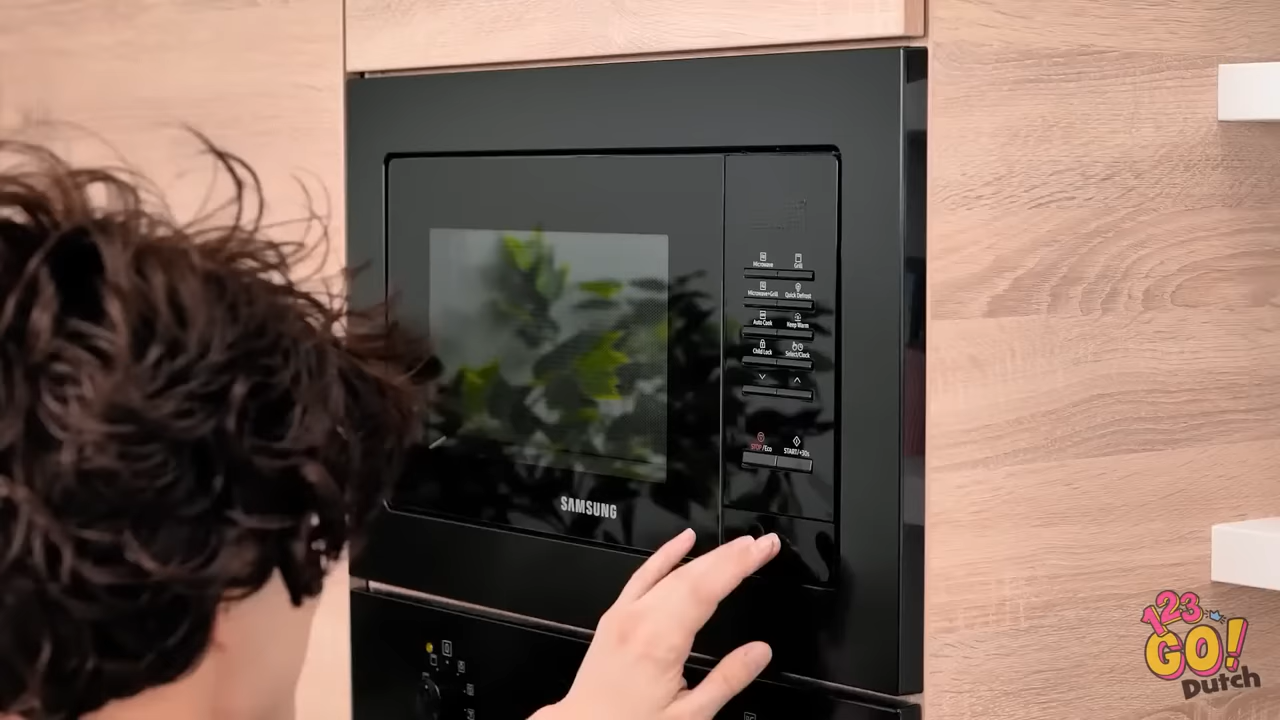 Microwave Grill
Microwave+Grill Quick Defrost
Auto Cook Keep Warm
Child Lock Select/Clock
STOP/Eco START/+30s
SAMSUNG
123
GO!
Dutch